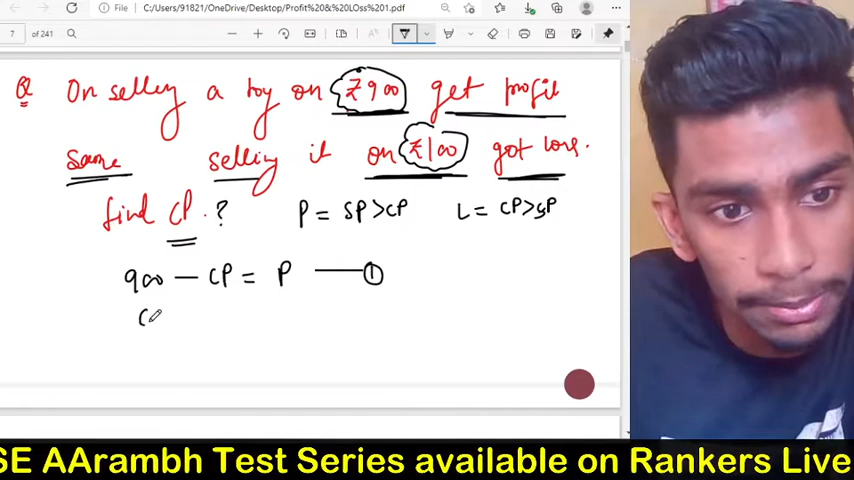 File | C:/Users/91821/OneDrive/Desktop/Profit%20&%20LOss%201.pdf
7 of 241
Q On selling a toy on ₹900 get profit
same selling it on ₹100 got loss.
find CP. ? P = SP>CP L = CP>SP
900 — CP = P —— ①
C
SE AArambh Test Series available on Rankers Live